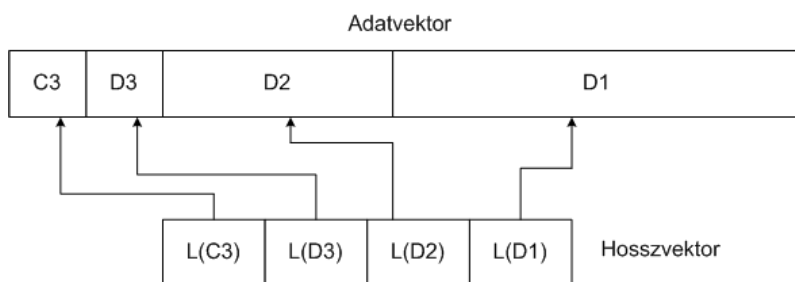 Adatvektor
C3 D3 D2 D1
L(C3) L(D3) L(D2) L(D1) Hosszvektor